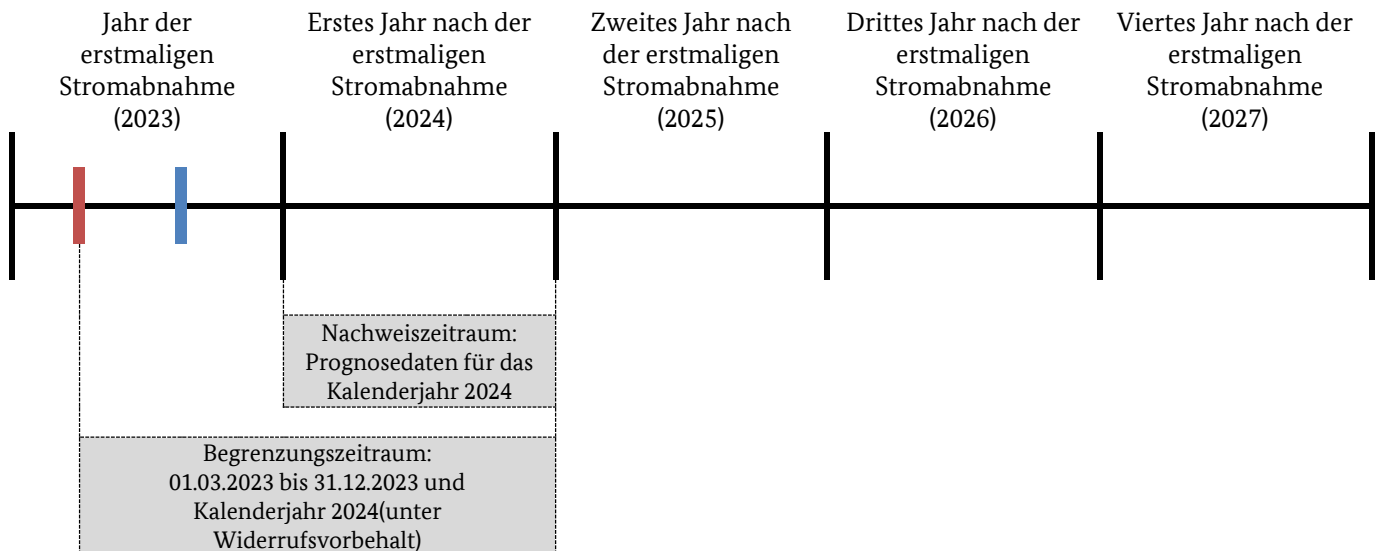 Jahr der
erstmaligen
Stromabnahme
(2023)
Erstes Jahr nach der
erstmaligen
Stromabnahme
(2024)
Zweites Jahr nach
der erstmaligen
Stromabnahme
(2025)
Drittes Jahr nach der
erstmaligen
Stromabnahme
(2026)
Viertes Jahr nach der
erstmaligen
Stromabnahme
(2027)
Nachweiszeitraum:
Prognosedaten für das
Kalenderjahr 2024
Begrenzungszeitraum:
01.03.2023 bis 31.12.2023 und
Kalenderjahr 2024(unter
Widerrufsvorbehalt)